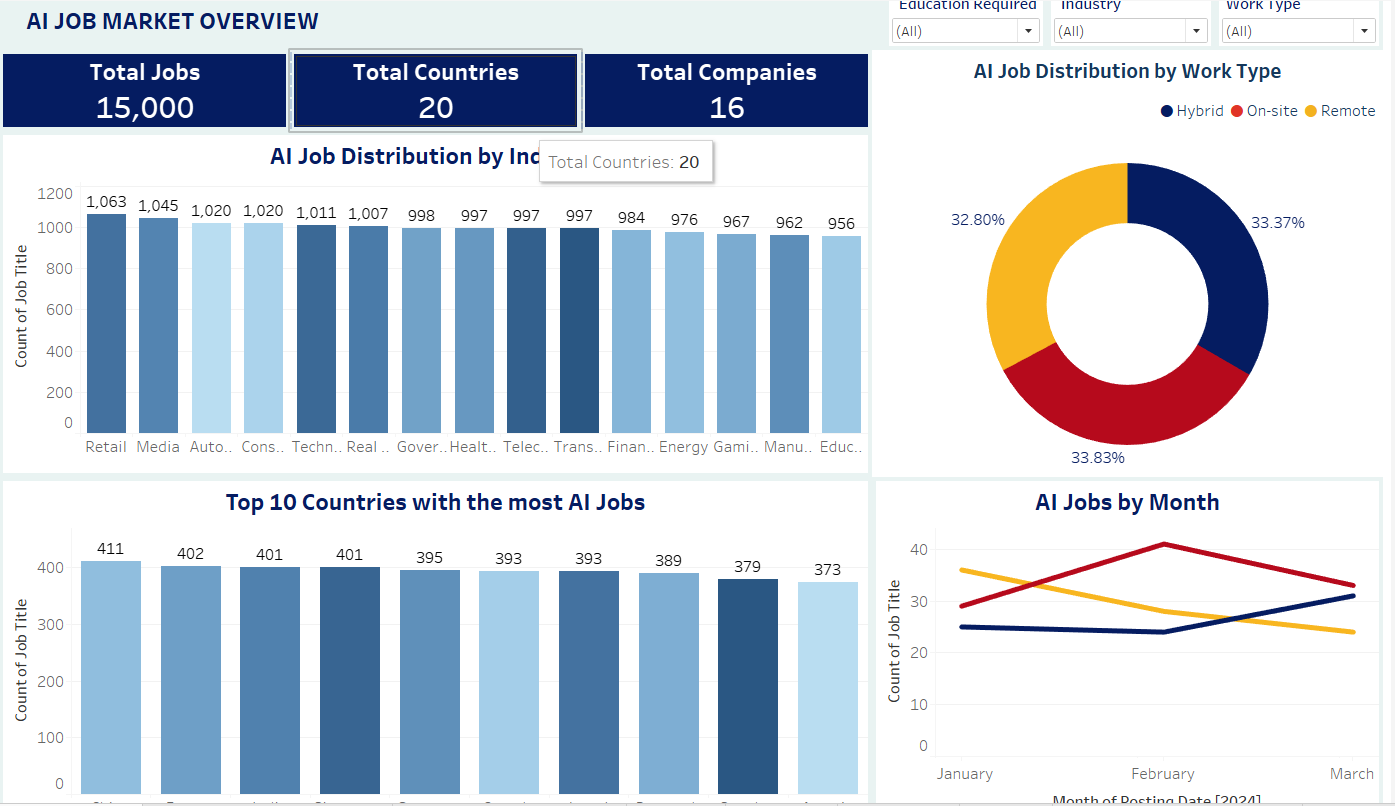 AI JOB MARKET OVERVIEW
Education Required
Industry
Work Type
(All)
(All)
(All)
Total Jobs
15,000
Total Countries
20
Total Companies
16
AI Job Distribution by Ind
Total Countries: 20
Count of Job Title
1200
1000
800
600
400
200
0
1,063
1,045
1,020
1,020
1,011
1,007
998
997
997
997
984
976
967
962
956
Retail
Media
Auto..
Cons..
Techn..
Real ..
Gover..
Healt..
Telec..
Trans..
Finan..
Energy
Gami..
Manu..
Educ..
AI Job Distribution by Work Type
Hybrid
On-site
Remote
32.80%
33.37%
33.83%
Top 10 Countries with the most AI Jobs
Count of Job Title
400
300
200
100
0
411
402
401
401
395
393
393
389
379
373
AI Jobs by Month
Count of Job Title
40
30
20
10
0
January
February
March
Month of Posting Date [2024]